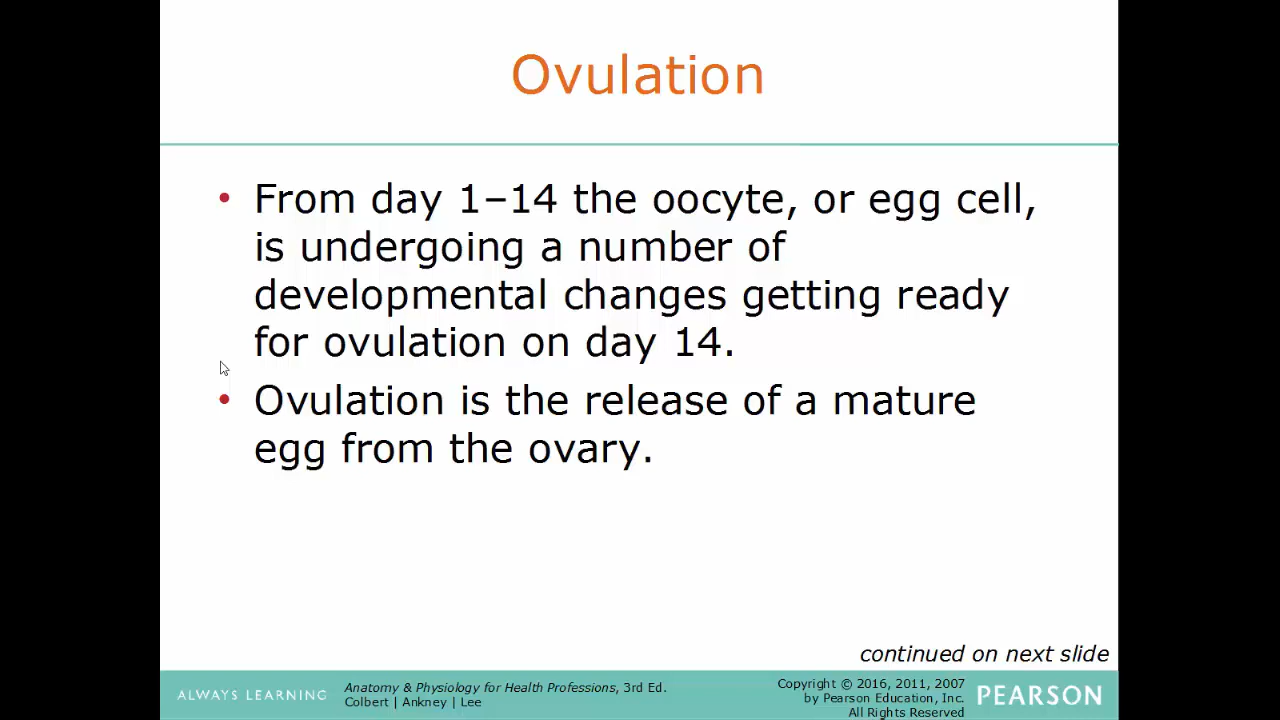 Ovulation
• From day 1–14 the oocyte, or egg cell,
is undergoing a number of
developmental changes getting ready
for ovulation on day 14.
• Ovulation is the release of a mature
egg from the ovary.
continued on next slide
ALWAYS LEARNING
Anatomy & Physiology for Health Professions, 3rd Ed.
Colbert | Ankney | Lee
Copyright © 2016, 2011, 2007
by Pearson Education, Inc.
All Rights Reserved
PEARSON